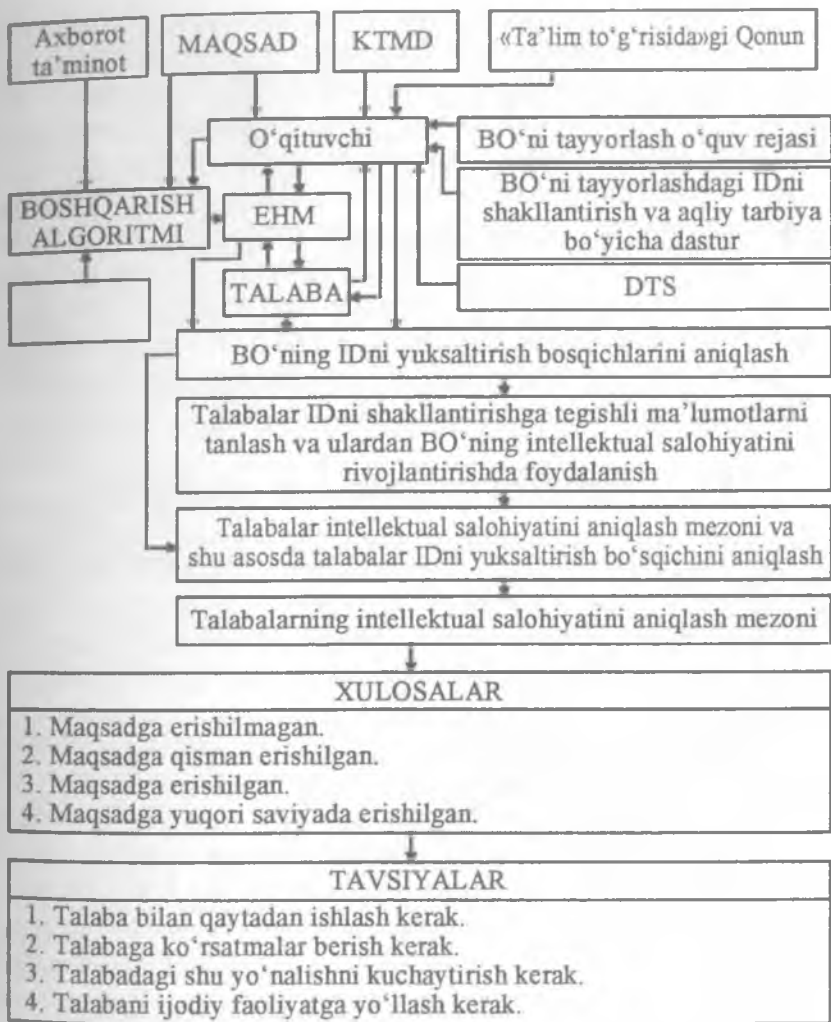 Axborot
ta’minot
MAQSAD
KTMD
«Ta’lim to‘g‘risida»gi Qonun
O‘qituvchi
BO‘ni tayyorlash o‘quv rejasi
BOSHQARISH
ALGORITMI
EHM
BO‘ni tayyorlashdagi IDni
shakllantirish va aqliy tarbiya
bo‘yicha dastur
TALABA
DTS
BO‘ning IDni yuksaltirish bosqichlarini aniqlash
Talabalar IDni shakllantirishga tegishli ma’lumotlarni
tanlash va ulardan BO‘ning intellektual salohiyatini
rivojlantirishda foydalanish
Talabalar intellektual salohiyatini aniqlash mezoni va
shu asosda talabalar IDni yuksaltirish bo‘sqichini aniqlash
Talabalarning intellektual salohiyatini aniqlash mezoni
XULOSALAR
1. Maqsadga erishilmagan.
2. Maqsadga qisman erishilgan.
3. Maqsadga erishilgan.
4. Maqsadga yuqori saviyada erishilgan.
TAVSIYALAR
1. Talaba bilan qaytadan ishlash kerak.
2. Talabaga ko‘rsatmalar berish kerak.
3. Talabadagi shu yo‘nalishni kuchaytirish kerak.
4. Talabani ijodiy faoliyatga yo‘llash kerak.